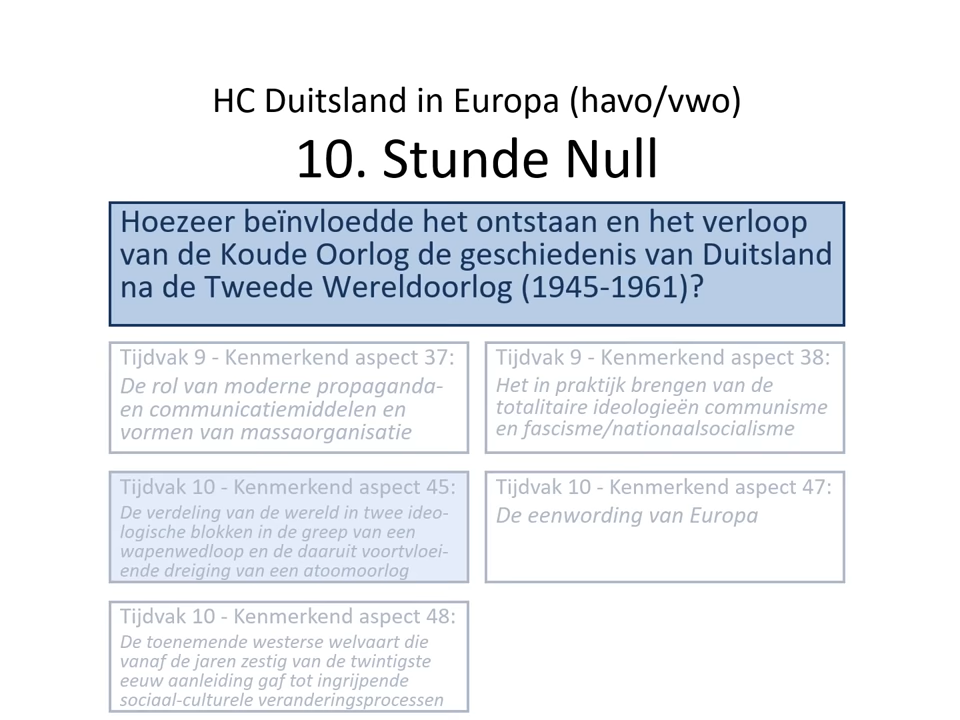 HC Duitsland in Europa (havo/vwo)
10. Stunde Null
Hoezeer beïnvloedde het ontstaan en het verloop
van de Koude Oorlog de geschiedenis van Duitsland
na de Tweede Wereldoorlog (1945-1961)?
Tijdvak 9 - Kenmerkend aspect 37:
De rol van moderne propaganda-
en communicatiemiddelen en
vormen van massaorganisatie
Tijdvak 9 - Kenmerkend aspect 38:
Het in praktijk brengen van de
totalitaire ideologieën communisme
en fascisme/nationaalsocialisme
Tijdvak 10 - Kenmerkend aspect 45:
De verdeling van de wereld in twee ideo-
logische blokken in de greep van een
wapenwedloop en de daaruit voortvloei-
ende dreiging van een atoomoorlog
Tijdvak 10 - Kenmerkend aspect 47:
De eenwording van Europa
Tijdvak 10 - Kenmerkend aspect 48:
De toenemende westerse welvaart die
vanaf de jaren zestig van de twintigste
eeuw aanleiding gaf tot ingrijpende
sociaal-culturele veranderingsprocessen